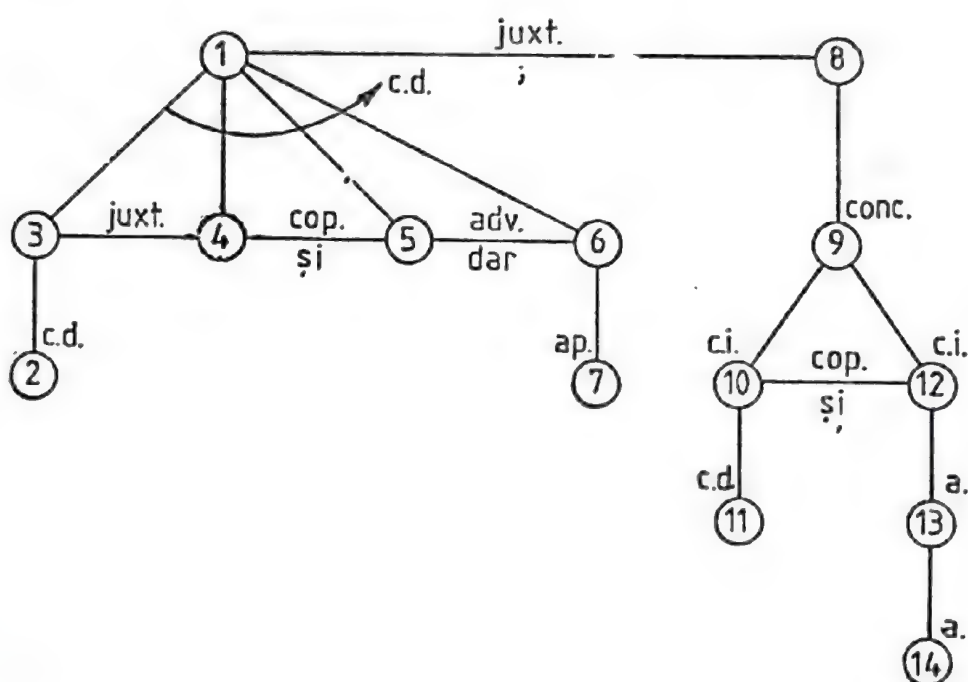 juxt.
1 ; 8
c.d.
conc.
3 juxt. 4 cop. 5 adv. 6 9
și dar
c.d. ap. c.i. cop. c.i.
2 7 10 12
și
c.d a.
11 13
a.
14